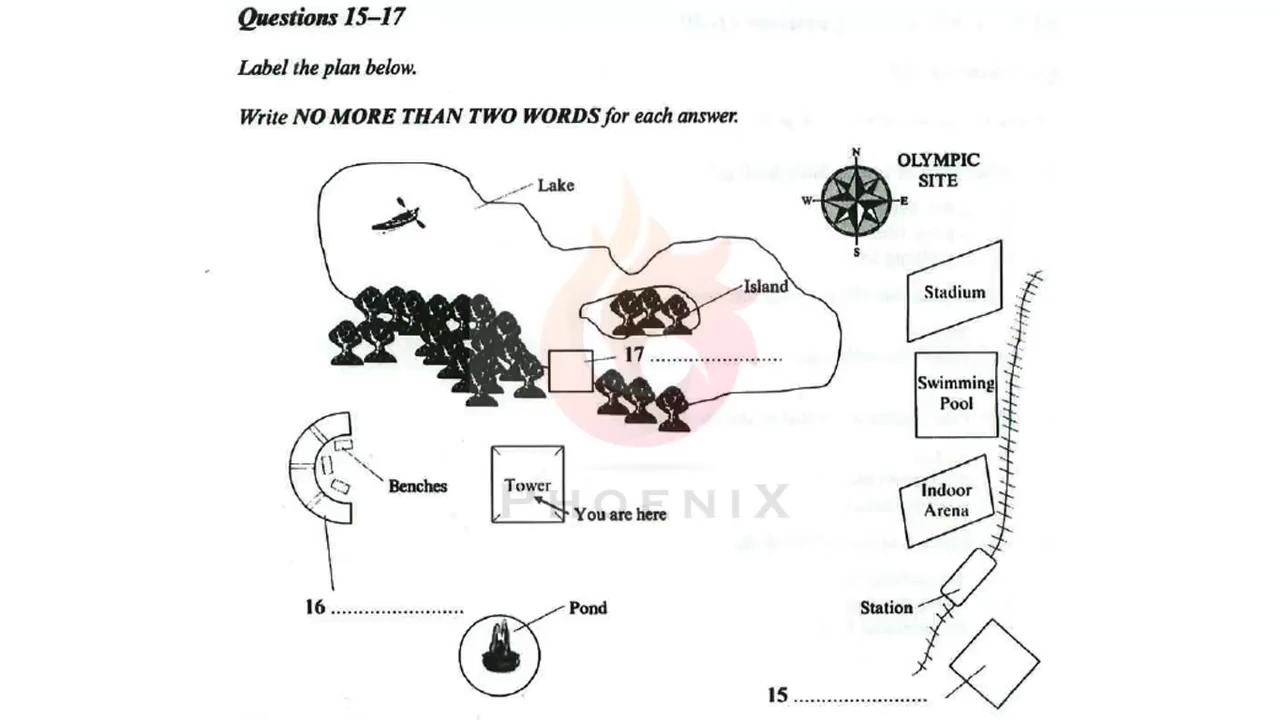 Questions 15–17
Label the plan below.
Write NO MORE THAN TWO WORDS for each answer.
N
W
E
S
OLYMPIC
SITE
Lake
Island
Stadium
17 ....................
Swimming
Pool
Benches
Tower
You are here
Indoor
Arena
PHOENIX
16 ....................
Pond
Station
15 ....................